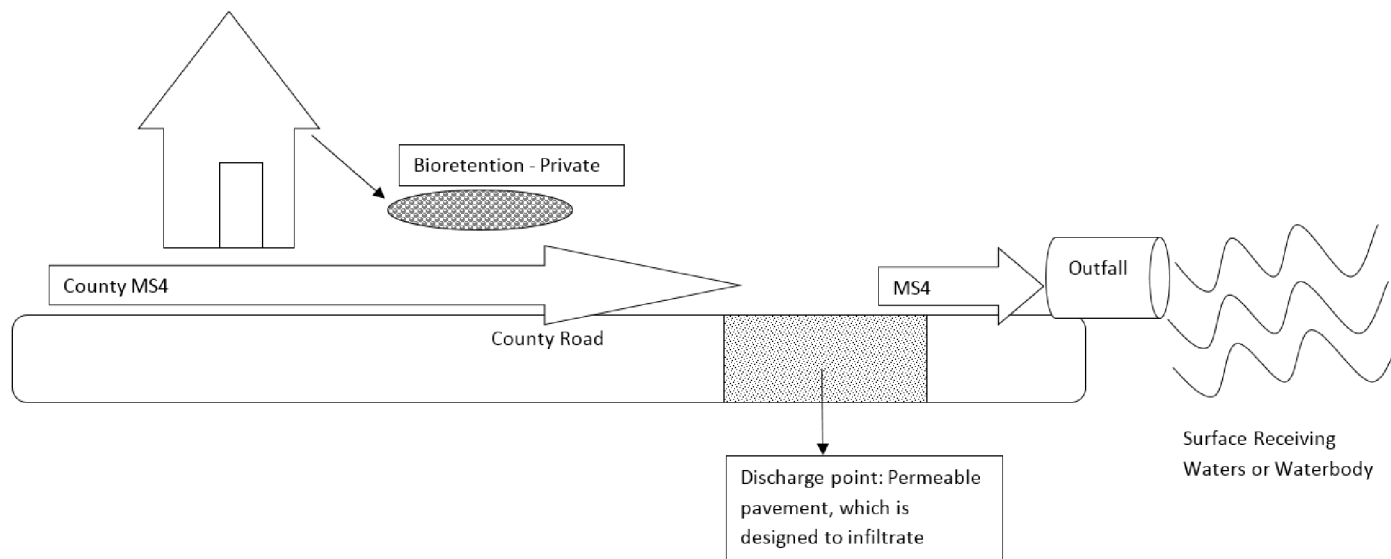 Bioretention - Private
County MS4
MS4
Outfall
County Road
Discharge point: Permeable
pavement, which is
designed to infiltrate
Surface Receiving
Waters or Waterbody